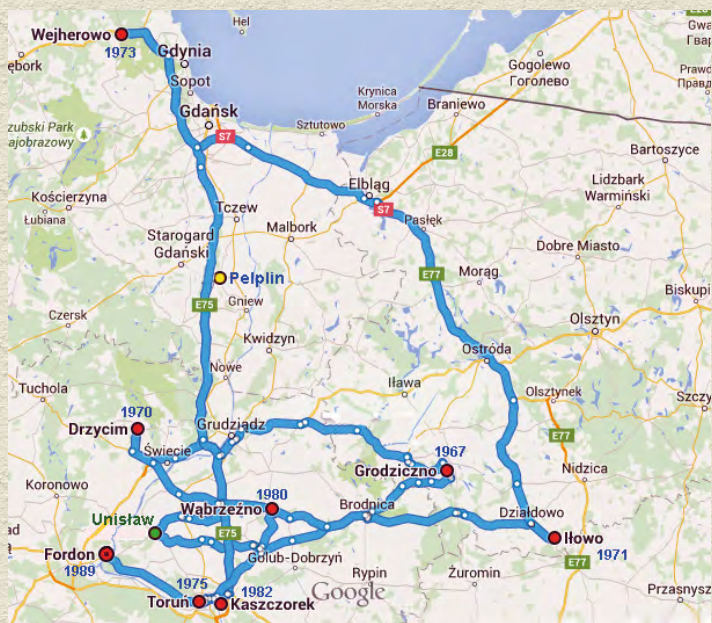 Hel
Wejherowo
1973
Gdynia
ębork
Sopot
Gdańsk
S7
Krynica
Morska
Sztutowo
Gogolewo
Гоголево
Braniewo
E28
zubski Park
ajobrazowy
Elbląg
S7
Bartoszyce
Lidzbark
Warmiński
Kościerzyna
Łubiana
Tczew
Malbork
Pasłęk
Starogard
Gdański
Dobre Miasto
Pelplin
E77
Morąg
Biskupi
Gniew
E75
Czersk
Kwidzyn
Olsztyn
Ostróda
Nowe
Iława
Tuchola
Olsztynek
Szczy
1970
Drzycim
Grudziądz
E77
Świecie
1967
Grodziczno
Nidzica
Koronowo
1980
Wąbrzeźno
Brodnica
Działdowo
Unisław
E75
Iłowo
1971
Fordon
1989
Golub-Dobrzyń
E77
Rypin
Żuromin
1975
1982
Toruń
Kaszczorek
Google
Przasnysz